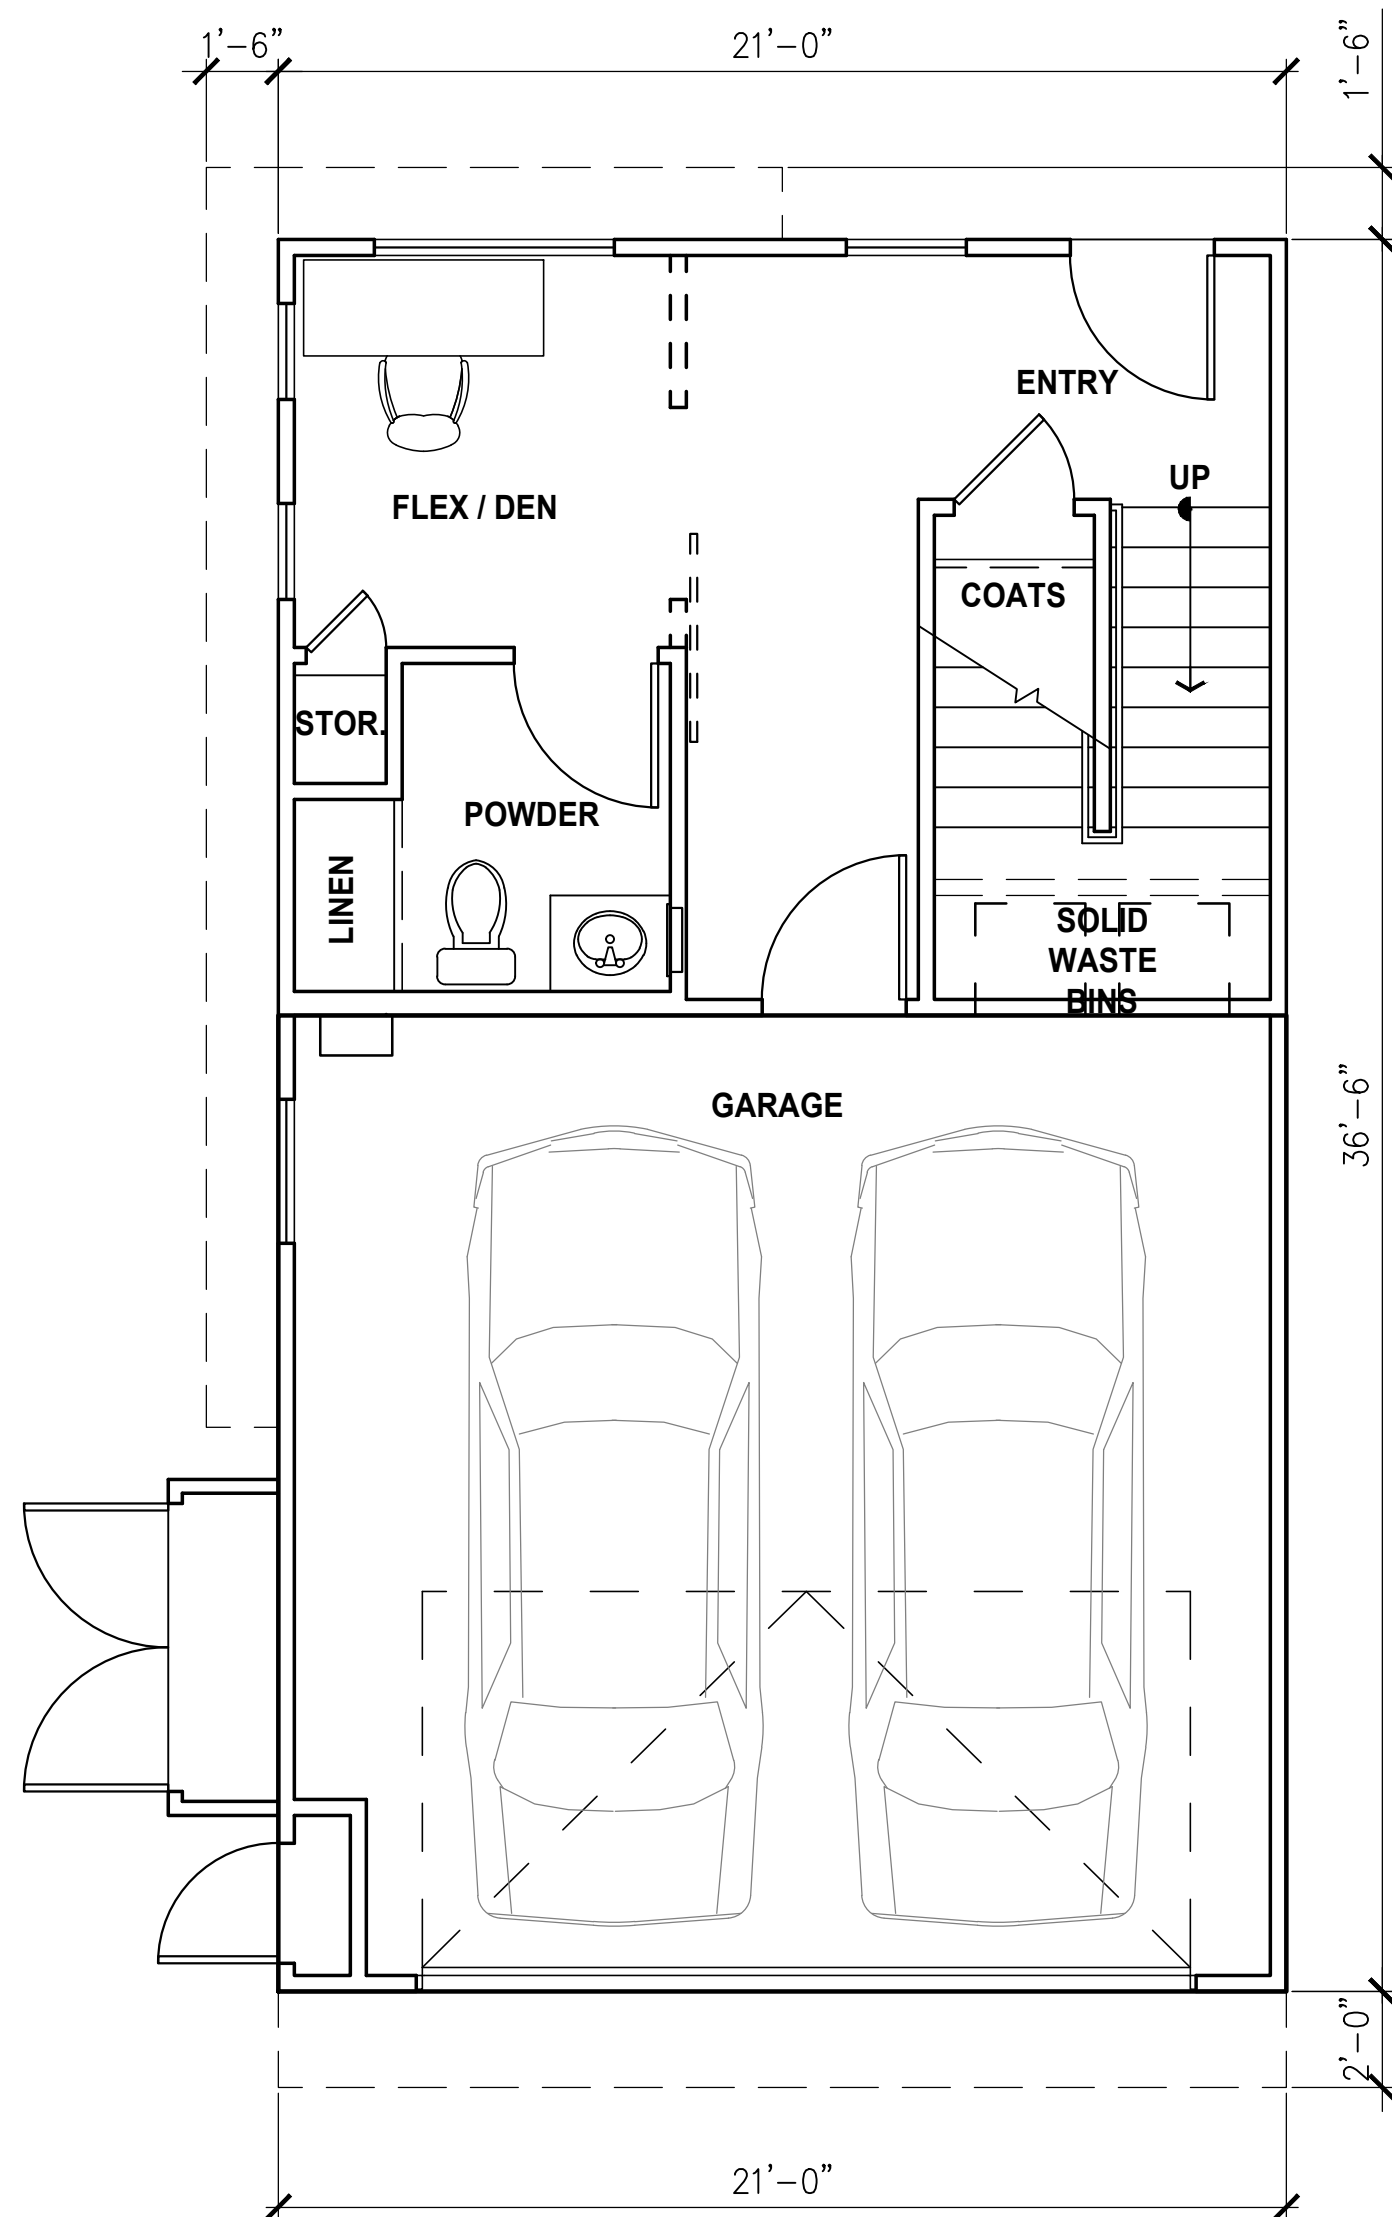 1'-6"
21'-0"
1'-6"
ENTRY
UP
FLEX / DEN
COATS
STOR.
POWDER
LINEN
SOLID
WASTE
BINS
GARAGE
36'-6"
2'-0"
21'-0"